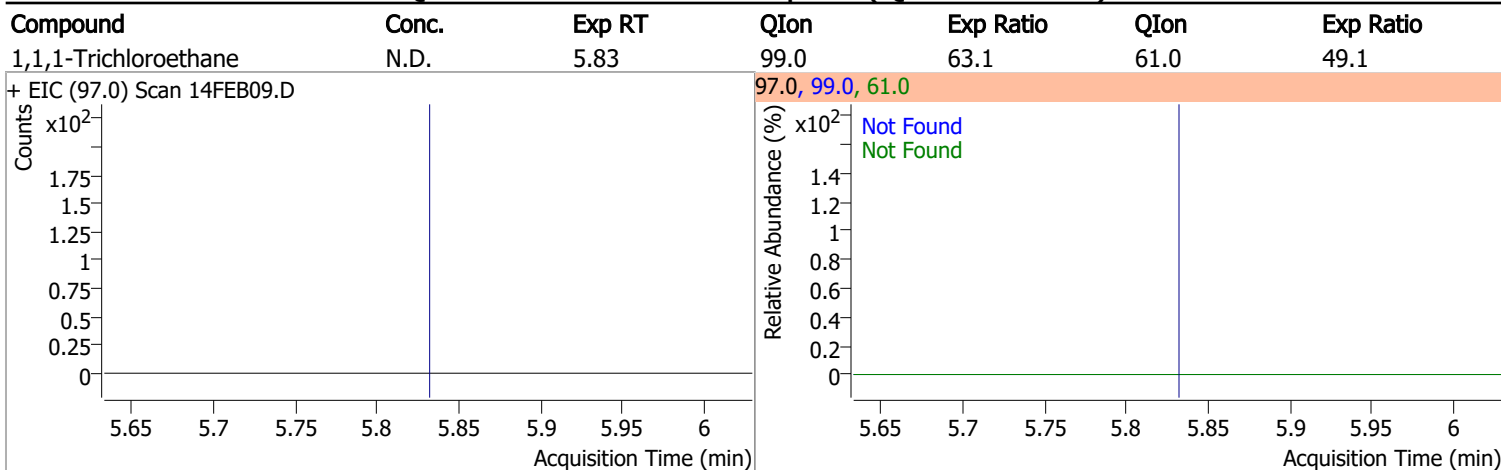 Compound Conc. Exp RT QIon Exp Ratio QIon Exp Ratio
1,1,1-Trichloroethane N.D. 5.83 99.0 63.1 61.0 49.1
+ EIC (97.0) Scan 14FEB09.D
97.0, 99.0, 61.0
Counts
x10²
1.75
1.5
1.25
1
0.75
0.5
0.25
0
5.65 5.7 5.75 5.8 5.85 5.9 5.95 6
Acquisition Time (min)
Relative Abundance (%)
x10²
Not Found
Not Found
1.4
1.2
1
0.8
0.6
0.4
0.2
0
5.65 5.7 5.75 5.8 5.85 5.9 5.95 6
Acquisition Time (min)